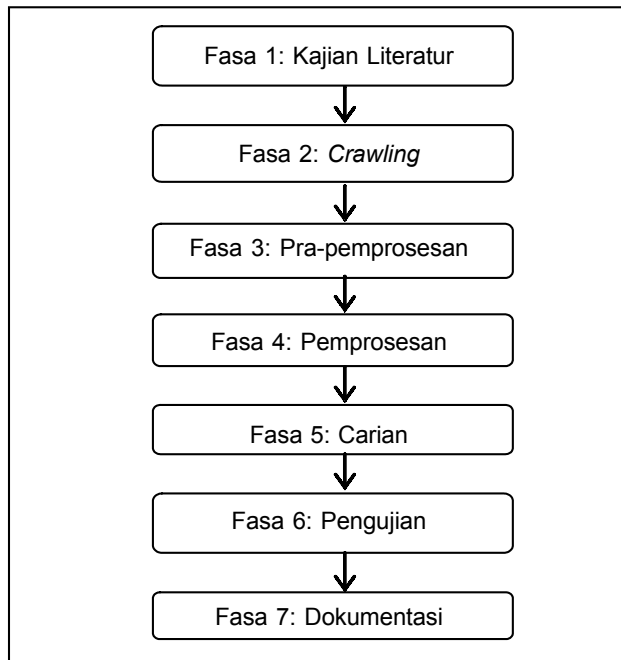 Fasa 1: Kajian Literatur
Fasa 2: Crawling
Fasa 3: Pra-pemprosesan
Fasa 4: Pemprosesan
Fasa 5: Carian
Fasa 6: Pengujian
Fasa 7: Dokumentasi